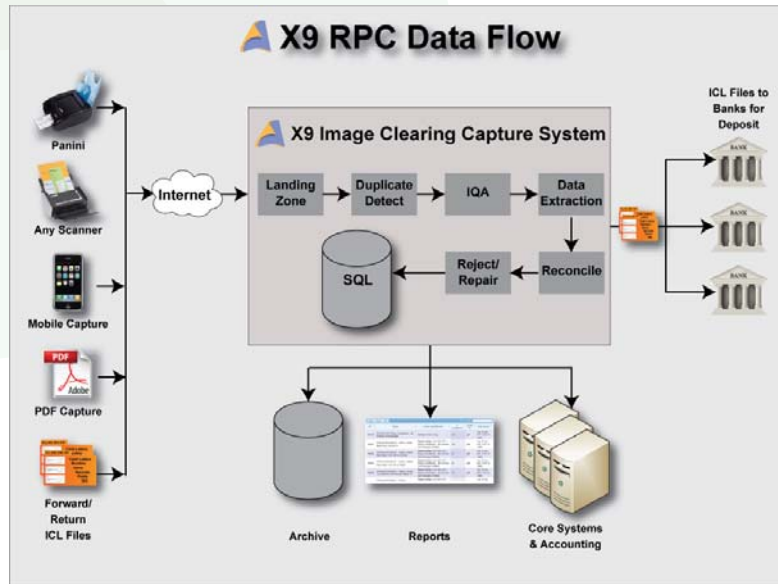 X9 RPC Data Flow
Panini
Any Scanner
Mobile Capture
PDF
Adobe
PDF Capture
Forward/
Return
ICL Files
Internet
X9 Image Clearing Capture System
Landing
Zone
Duplicate
Detect
IQA
Data
Extraction
SQL
Reject/
Repair
Reconcile
ICL Files to
Banks for
Deposit
BANK
BANK
BANK
Archive
Reports
Core Systems
& Accounting